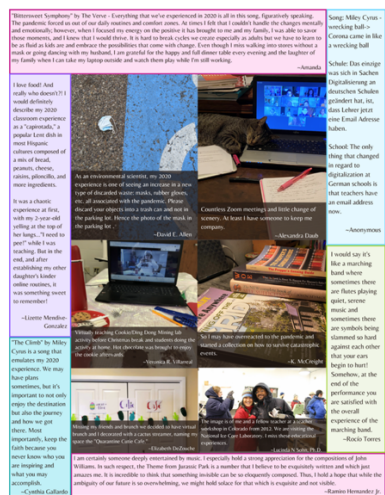 "Bittersweet Symphony" by The Verve - Everything that we've experienced in 2020 is all in this song, figuratively speaking.
The pandemic forced us out of our daily routines and comfort zones. At times I felt that I couldn't handle the changes mentally
and emotionally; however, when I focused my energy on the positive it has brought to me and my family, I was able to savor
those moments, and I knew that I would thrive. It is hard to break cycles we create especially as adults but we have to learn to
be as fluid as kids and embrace the possibilities that come with change. Even though I miss walking into stores without a
mask or going dancing with my husband, I am grateful for the happy and full dinner table every evening and the laughter of
my family when I can take my laptop outside and watch them play while I'm still working.
~Amanda
Song: Miley Cyrus -
wrecking ball->
Corona came in like
a wrecking ball
Schule: Das einzige
was sich in Sachen
Digitalisierung an
deutschen Schulen
geändert hat, ist,
dass Lehrer jetzt
eine Email Adresse
haben.
School: The only
thing that changed
in regard to
digitalization at
German schools is
that teachers have
an email address
now.
~Anonymous
I love food! And
really who doesn't?! I
would definitely
describe my 2020
classroom experience
as a "capirotada," a
popular Lent dish in
most Hispanic
cultures composed of
a mix of bread,
peanuts, cheese,
raisins, piloncillo, and
more ingredients.
It was a chaotic
experience at first,
with my 2-year-old
yelling at the top of
her lungs..."I need to
pee!" while I was
teaching. But in the
end, and after
establishing my other
daughter's kinder
online routines, it
was something sweet
to remember!
~Lizette Mendive-
Gonzalez
As an environmental scientist, my 2020
experience is one of seeing an increase in a new
type of discarded waste: masks, rubber gloves,
etc..all associated with the pandemic. Please
discard your objects into a trash can and not in
the parking lot. Hence the photo of the mask in
the parking lot .
~David E. Allen
Countless Zoom meetings and little change of
scenery. At least I have someone to keep me
company.
~Alexandra Daub
I would say it's
like a marching
band where
sometimes there
are flutes playing
quiet, serene
music and
sometimes there
are symbols being
slammed so hard
against each other
that your ears
begin to hurt!
Somehow, at the
end of the
performance you
are satisfied with
the overall
experience of the
marching band.
~Rocio Torres
Virtually teaching Cookie/Ding Dong Mining lab
activity before Christmas break and students doing the
activity at home. Hot chocolate was brought to enjoy
the cookie afterwards.
~Veronica R. Villarreal
So I may have overreacted to the pandemic and
started a collection on how to survive catastrophic
events.
~K. McCreight
"The Climb" by Miley
Cyrus is a song that
emulates my 2020
experience. We may
have plans
sometimes, but it's
important to not only
enjoy the destination
but also the journey
and how we got
there. Most
importantly, keep the
faith because you
never know who you
are inspiring and
what you may
accomplish.
~Cynthia Gallardo
Missing my friends and brunch we decided to have virtual
brunch and I decorated with a cactus streamer, naming my
space the "Quarantine Cactus Cafe."
The image is of me and a fellow teacher at a science
workshop in Colorado from 2012. We are visiting the
National Ice Core Laboratory. I miss those educational
experiences.
I am certainly someone deeply entertained by music. I especially hold a strong appreciation for the compositions of John
Williams. In such respect, the Theme from Jurassic Park is a number that I believe to be exquisitely written and which just
amazes me. It is incredible to think that something invisible can be so eloquently composed. Thus, I hold a hope that while the
ambiguity of our future is so overwhelming, we might hold solace for that which is exquisite and not visible.
~Ramiro Hernandez Jr.